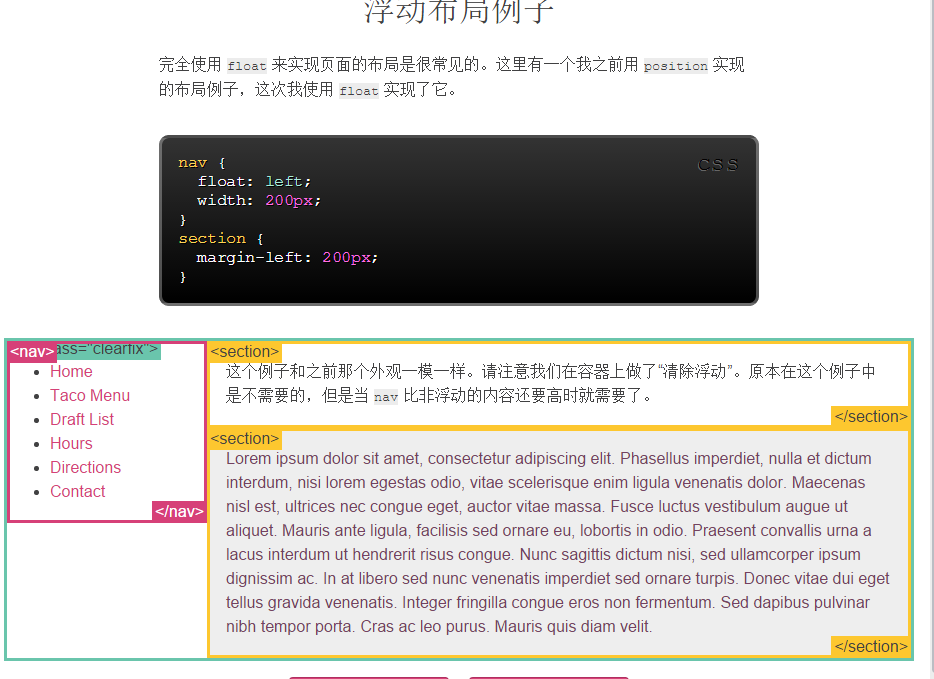 浮动布局例子
完全使用 float 来实现页面的布局是很常见的。这里有一个我之前用 position 实现
的布局例子，这次我使用 float 实现了它。
CSS
nav {
  float: left;
  width: 200px;
}
section {
  margin-left: 200px;
}
<nav>ass="clearfix">
Home
Taco Menu
Draft List
Hours
Directions
Contact
</nav>
<section>
这个例子和之前那个外观一模一样。请注意我们在容器上做了“清除浮动”。原本在这个例子中
是不需要的，但是当 nav 比非浮动的内容还要高时就需要了。
</section>
<section>
Lorem ipsum dolor sit amet, consectetur adipiscing elit. Phasellus imperdiet, nulla et dictum
interdum, nisi lorem egestas odio, vitae scelerisque enim ligula venenatis dolor. Maecenas
nisl est, ultrices nec congue eget, auctor vitae massa. Fusce luctus vestibulum augue ut
aliquet. Mauris ante ligula, facilisis sed ornare eu, lobortis in odio. Praesent convallis urna a
lacus interdum ut hendrerit risus congue. Nunc sagittis dictum nisi, sed ullamcorper ipsum
dignissim ac. In at libero sed nunc venenatis imperdiet sed ornare turpis. Donec vitae dui eget
tellus gravida venenatis. Integer fringilla congue eros non fermentum. Sed dapibus pulvinar
nibh tempor porta. Cras ac leo purus. Mauris quis diam velit.
</section>